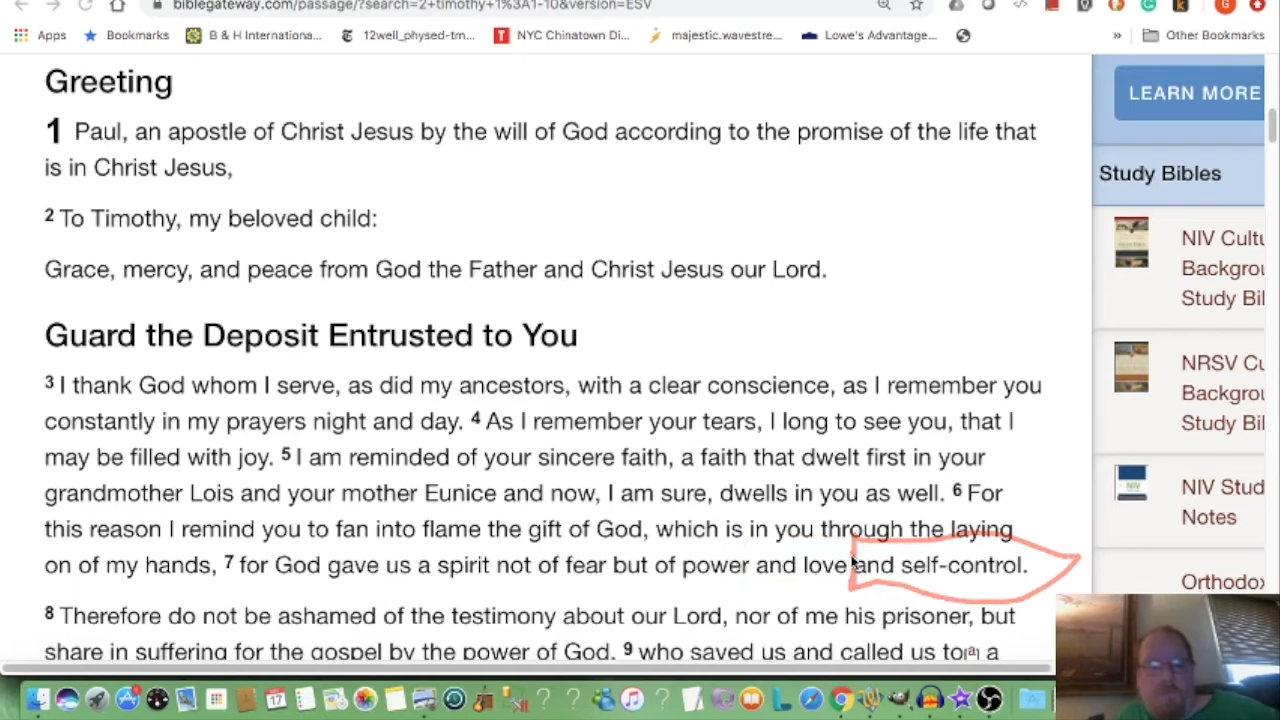 biblegateway.com/passage/?search=2+timothy+1%3A1-10&version=ESV
Apps Bookmarks B & H Internationa... 12well_physed-tm... NYC Chinatown Di... majestic.wavestre... Lowe's Advantage... » Other Bookmarks
Greeting
1 Paul, an apostle of Christ Jesus by the will of God according to the promise of the life that
is in Christ Jesus,
2 To Timothy, my beloved child:
Grace, mercy, and peace from God the Father and Christ Jesus our Lord.
Guard the Deposit Entrusted to You
3 I thank God whom I serve, as did my ancestors, with a clear conscience, as I remember you
constantly in my prayers night and day. 4 As I remember your tears, I long to see you, that I
may be filled with joy. 5 I am reminded of your sincere faith, a faith that dwelt first in your
grandmother Lois and your mother Eunice and now, I am sure, dwells in you as well. 6 For
this reason I remind you to fan into flame the gift of God, which is in you through the laying
on of my hands, 7 for God gave us a spirit not of fear but of power and love and self-control.
8 Therefore do not be ashamed of the testimony about our Lord, nor of me his prisoner, but
share in suffering for the gospel by the power of God. 9 who saved us and called us to[a] a
LEARN MORE
Study Bibles
NIV Cultu
Backgrou
Study Bil
NRSV Cu
Backgrou
Study Bil
NIV Stud
Notes
Orthodox
17